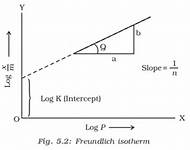 Y
b
Ω
a
Log x/m
Slope = 1/n
Log K (Intercept)
O
X
Log P
Fig. 5.2: Freundlich isotherm